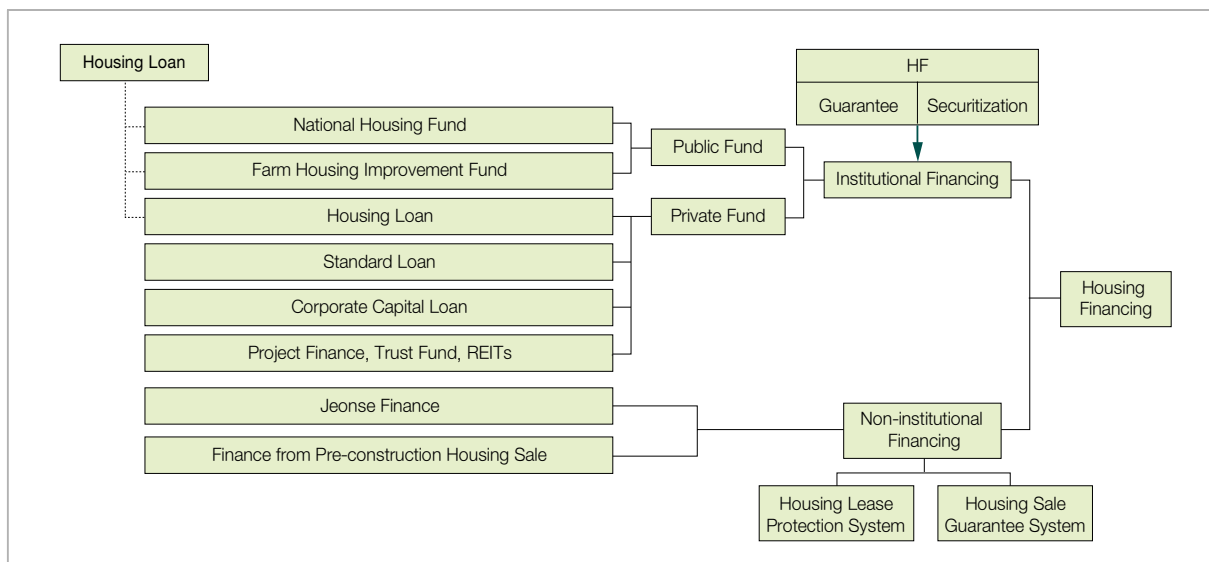 Housing Loan
HF
Guarantee
Securitization
National Housing Fund
Public Fund
Farm Housing Improvement Fund
Institutional Financing
Housing Loan
Private Fund
Standard Loan
Corporate Capital Loan
Housing
Financing
Project Finance, Trust Fund, REITs
Jeonse Finance
Non-institutional
Financing
Finance from Pre-construction Housing Sale
Housing Lease
Protection System
Housing Sale
Guarantee System